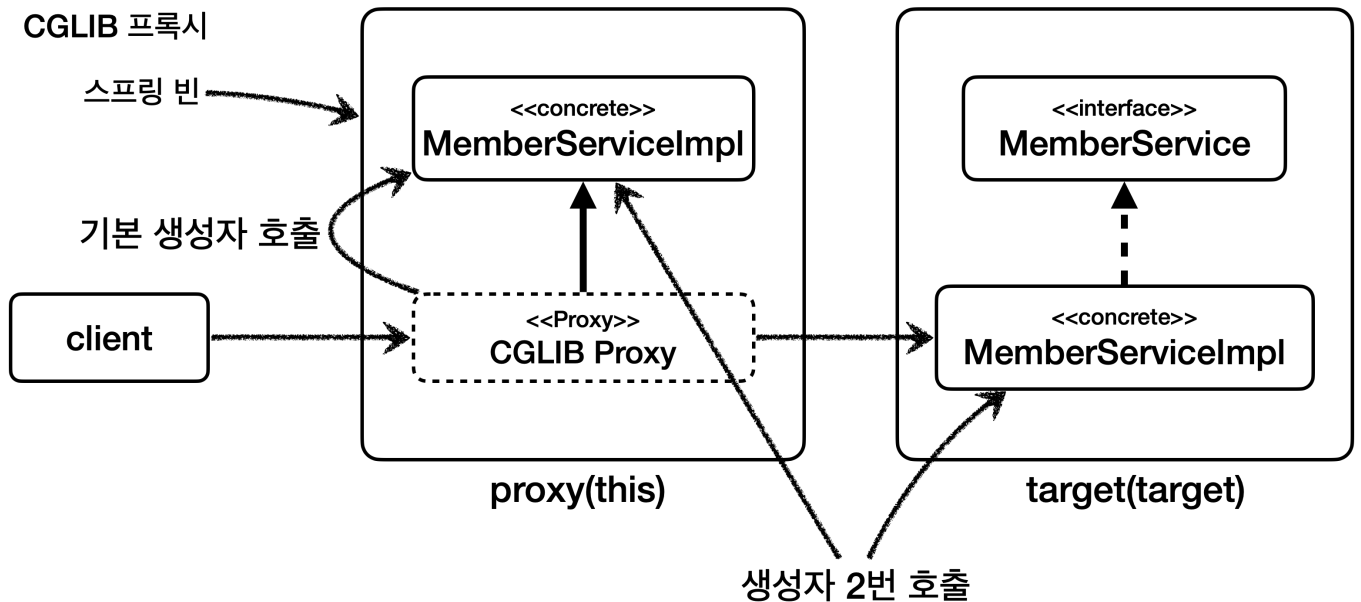 CGLIB 프록시
스프링 빈
<<concrete>>
MemberServiceImpl
<<interface>>
MemberService
기본 생성자 호출
client
<<Proxy>>
CGLIB Proxy
<<concrete>>
MemberServiceImpl
proxy(this)
target(target)
생성자 2번 호출